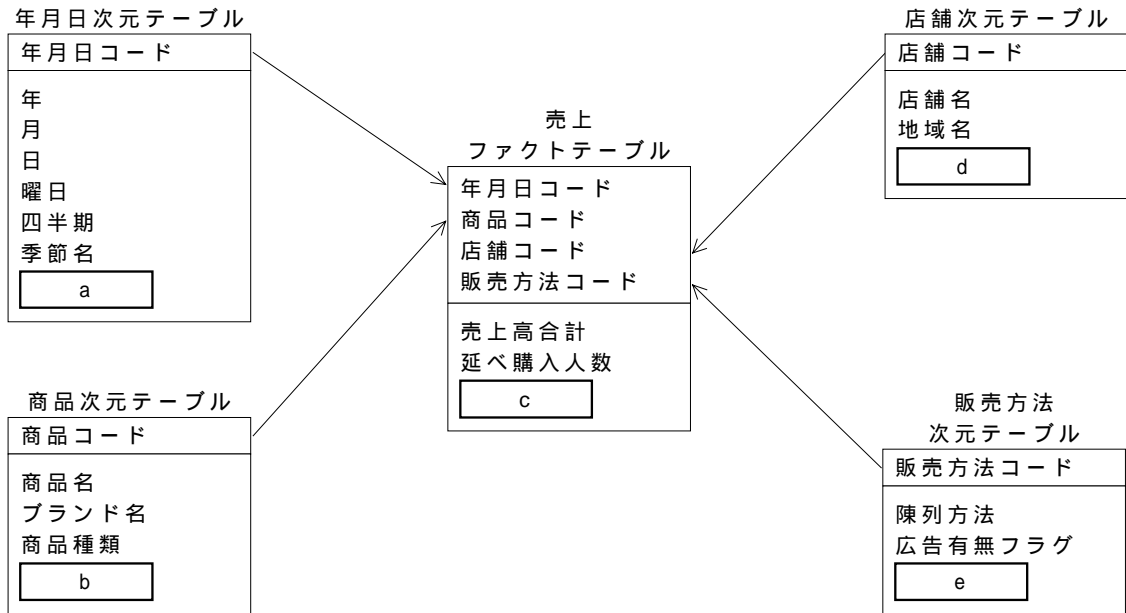 年月日次元テーブル
年月日コード
年
月
日
曜日
四半期
季節名
a
商品次元テーブル
商品コード
商品名
ブランド名
商品種類
b
売上
ファクトテーブル
年月日コード
商品コード
店舗コード
販売方法コード
売上高合計
延べ購入人数
c
店舗次元テーブル
店舗コード
店舗名
地域名
d
販売方法
次元テーブル
販売方法コード
陳列方法
広告有無フラグ
e